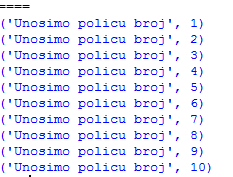 ====
('Unosimo policu broj', 1)
('Unosimo policu broj', 2)
('Unosimo policu broj', 3)
('Unosimo policu broj', 4)
('Unosimo policu broj', 5)
('Unosimo policu broj', 6)
('Unosimo policu broj', 7)
('Unosimo policu broj', 8)
('Unosimo policu broj', 9)
('Unosimo policu broj', 10)